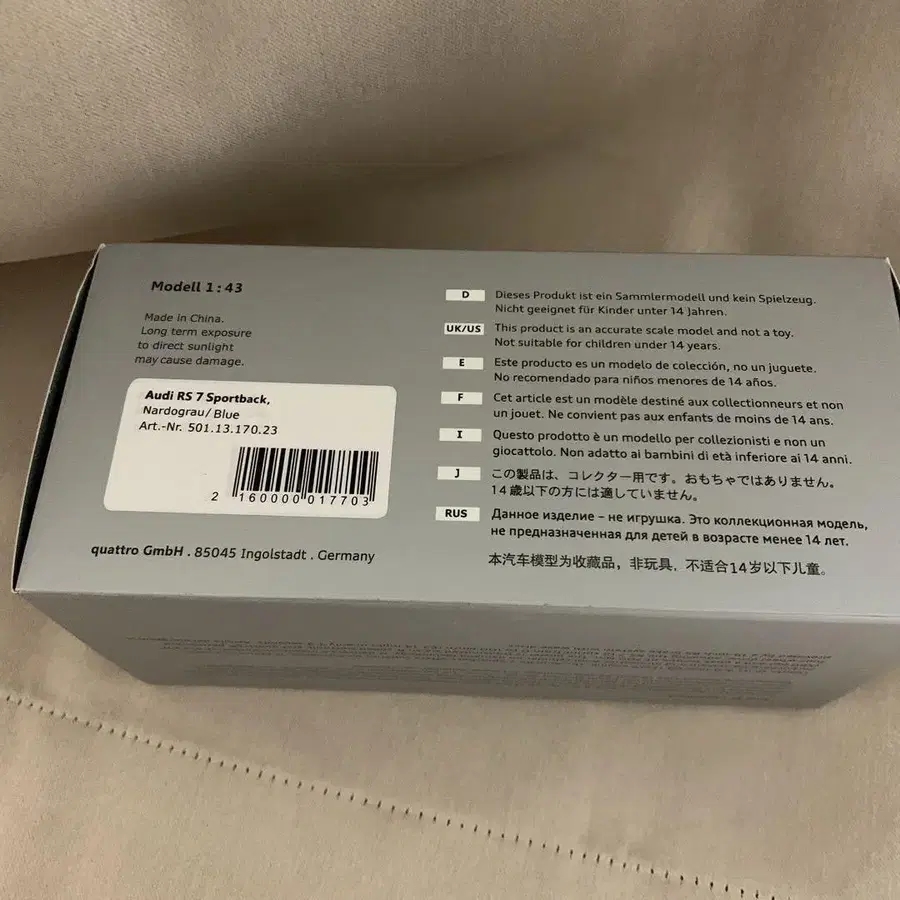 Modell 1:43
Made in China.
Long term exposure
to direct sunlight
may cause damage.
Audi RS 7 Sportback,
Nardograu/Blue
Art.-Nr. 501.13.170.23
2 160000 017703
quattro GmbH . 85045 Ingolstadt . Germany
D
Dieses Produkt ist ein Sammlermodell und kein Spielzeug.
Nicht geeignet für Kinder unter 14 Jahren.
UK/US
This product is an accurate scale model and not a toy.
Not suitable for children under 14 years.
E
Este producto es un modelo de colección, no un juguete.
No recomendado para niños menores de 14 años.
F
Cet article est un modèle destiné aux collectionneurs et non
un jouet. Ne convient pas aux enfants de moins de 14 ans.
I
Questo prodotto è un modello per collezionisti e non un
giocattolo. Non adatto ai bambini di età inferiore ai 14 anni.
J
この製品は、コレクター用です。おもちゃではありません。
14歳以下の方には適していません。
RUS
Данное изделие – не игрушка. Это коллекционная модель,
не предназначенная для детей в возрасте менее 14 лет.
本汽车模型为收藏品，非玩具，不适合14岁以下儿童。